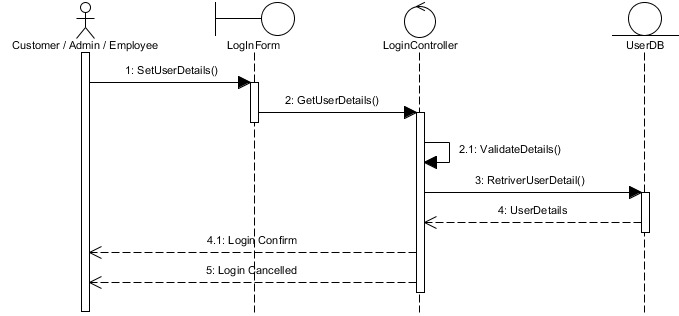 Customer / Admin / Employee
LogInForm
LoginController
UserDB
1: SetUserDetails()
2: GetUserDetails()
2.1: ValidateDetails()
3: RetriverUserDetail()
4: UserDetails
4.1: Login Confirm
5: Login Cancelled